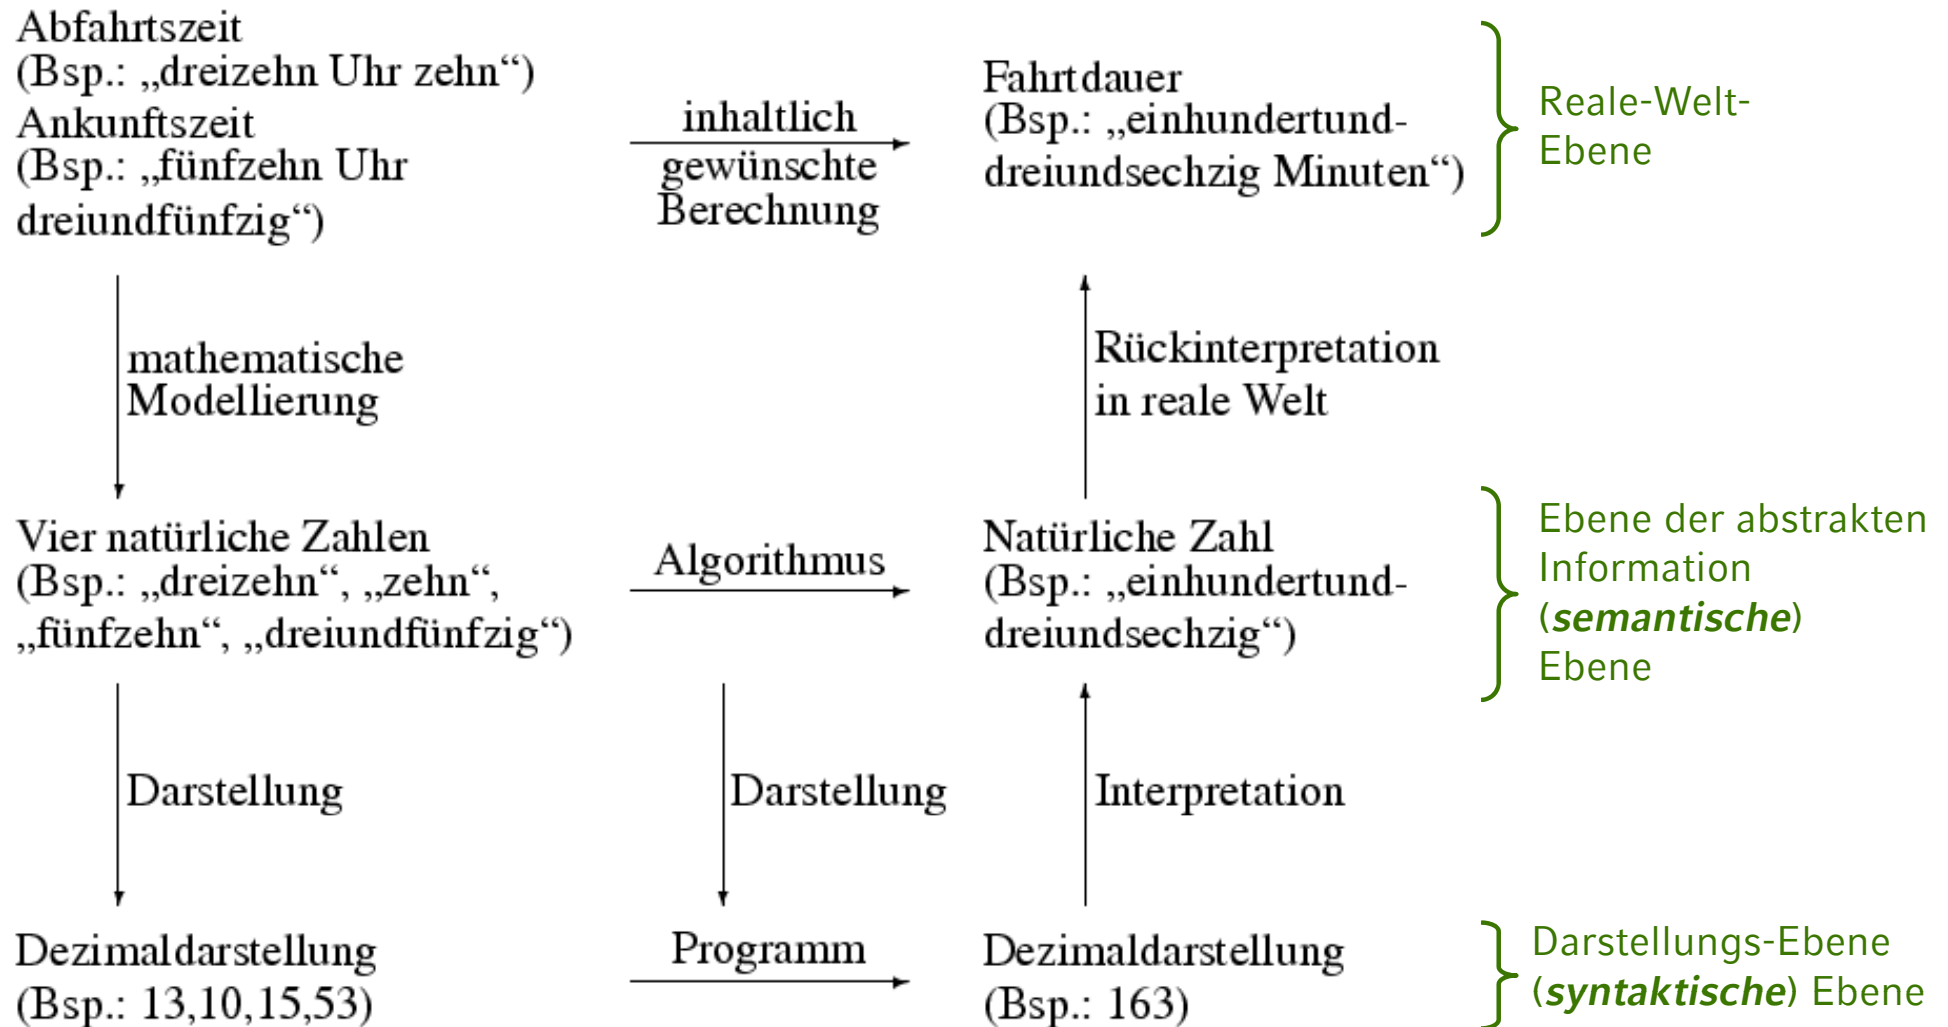 Abfahrtszeit
(Bsp.: „dreizehn Uhr zehn“)
Ankunftszeit
(Bsp.: „fünfzehn Uhr
dreiundfünfzig“)
inhaltlich
gewünschte
Berechnung
Fahrtdauer
(Bsp.: „einhundertund-
dreiundsechzig Minuten“)
Reale-Welt-
Ebene
mathematische
Modellierung
Rückinterpretation
in reale Welt
Vier natürliche Zahlen
(Bsp.: „dreizehn“, „zehn“,
„fünfzehn“, „dreiundfünfzig“)
Algorithmus
Natürliche Zahl
(Bsp.: „einhundertund-
dreiundsechzig“)
Ebene der abstrakten
Information
(semantische)
Ebene
Darstellung
Darstellung
Interpretation
Dezimaldarstellung
(Bsp.: 13,10,15,53)
Programm
Dezimaldarstellung
(Bsp.: 163)
Darstellungs-Ebene
(syntaktische) Ebene